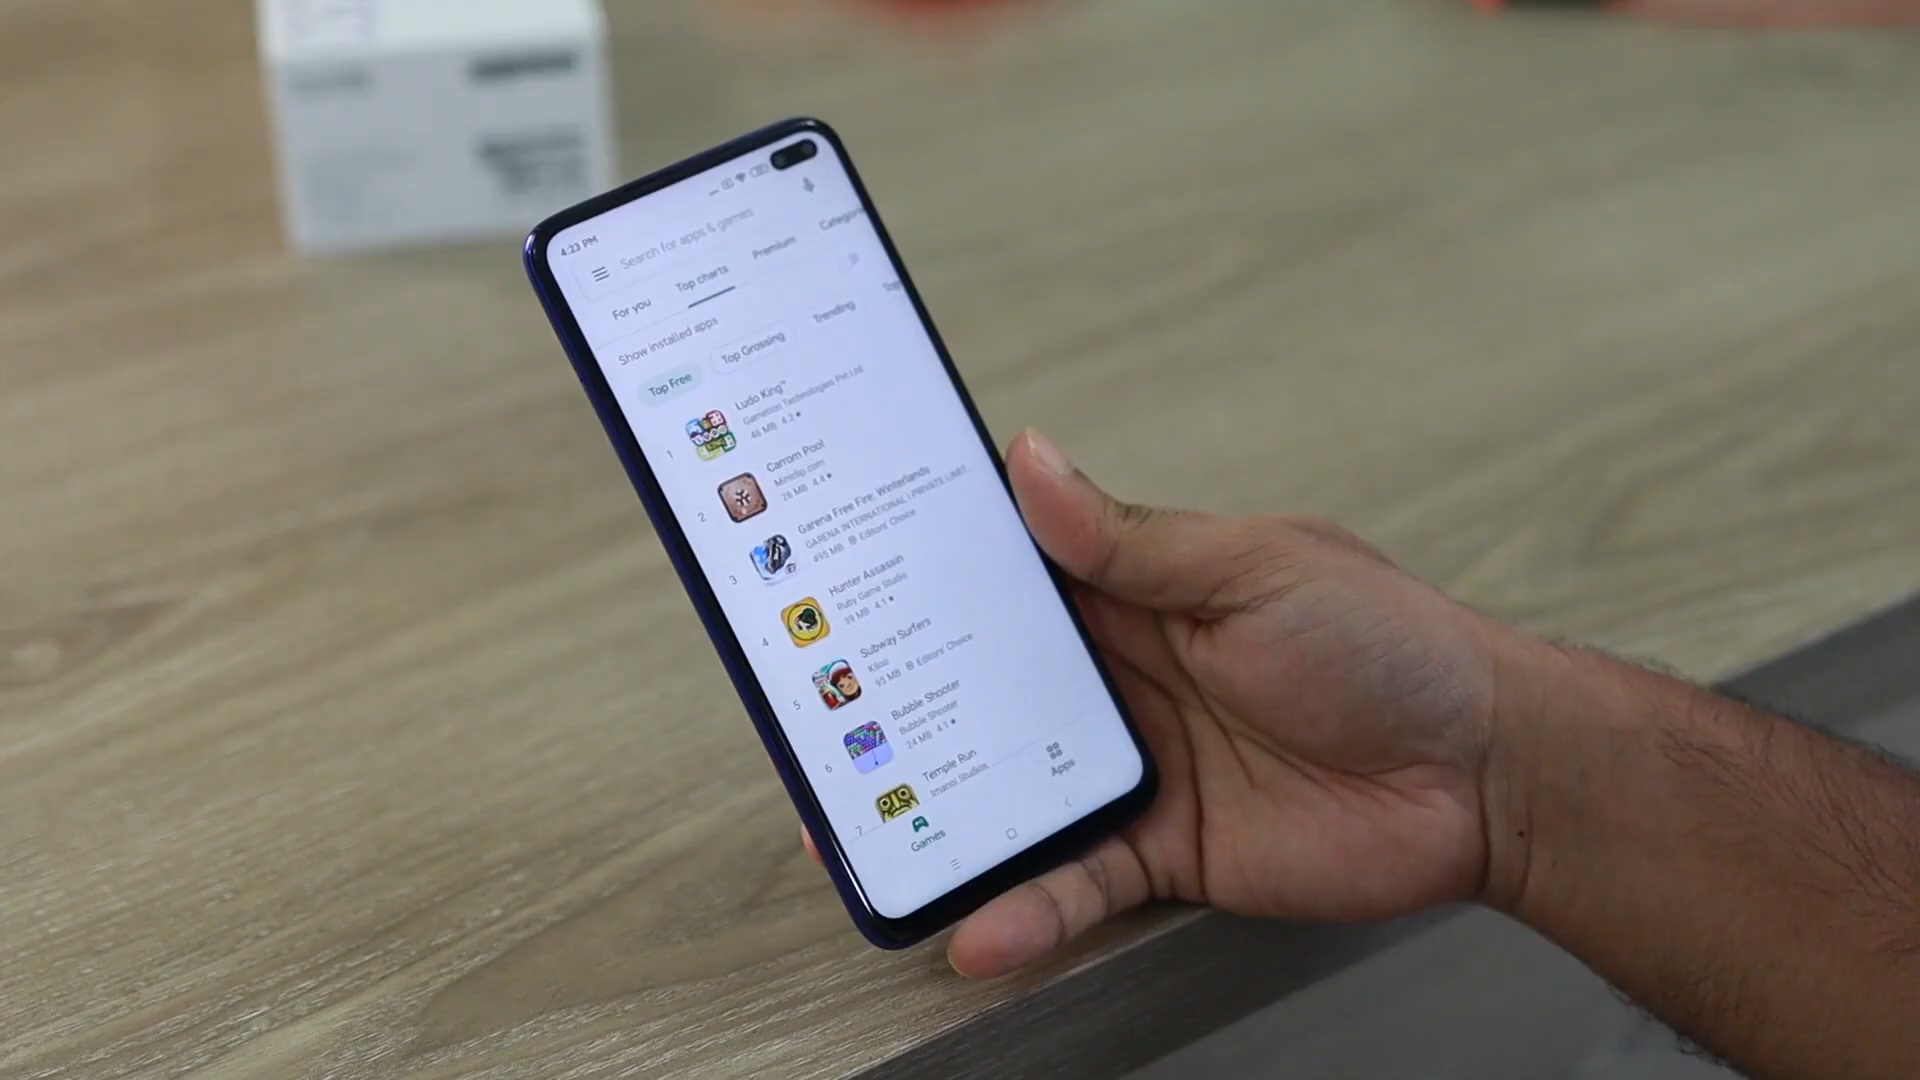 4:23 PM
Search for apps & games
For you
Top charts
Premium
Categorie
Show installed apps
Top Free
Top Grossing
Trending
Top
1
Ludo King™
Gametion Technologies Pvt Ltd
46 MB 4.2★
2
Carrom Pool
Miniclip.com
26 MB 4.4★
3
Garena Free Fire: Winterlands
GARENA INTERNATIONAL I PRIVATE LIMIT...
495 MB Editors' Choice
4
Hunter Assassin
Ruby Game Studio
39 MB 4.1★
5
Subway Surfers
Kiloo
95 MB Editors' Choice
6
Bubble Shooter
Bubble Shooter
24 MB 4.1★
7
Temple Run
Imangi Studios
Games
Apps